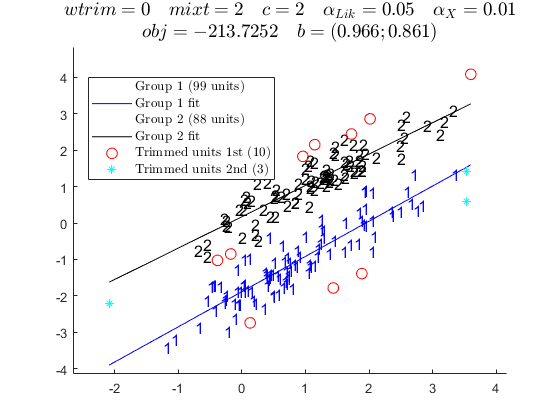 wtrim = 0 mixt = 2 c = 2 α_Lik = 0.05 α_X = 0.01
obj = -213.7252 b = (0.966; 0.861)
Group 1 (99 units)
Group 1 fit
Group 2 (88 units)
Group 2 fit
Trimmed units 1st (10)
Trimmed units 2nd (3)
4
3
2
1
0
-1
-2
-3
-4
-2 -1 0 1 2 3 4